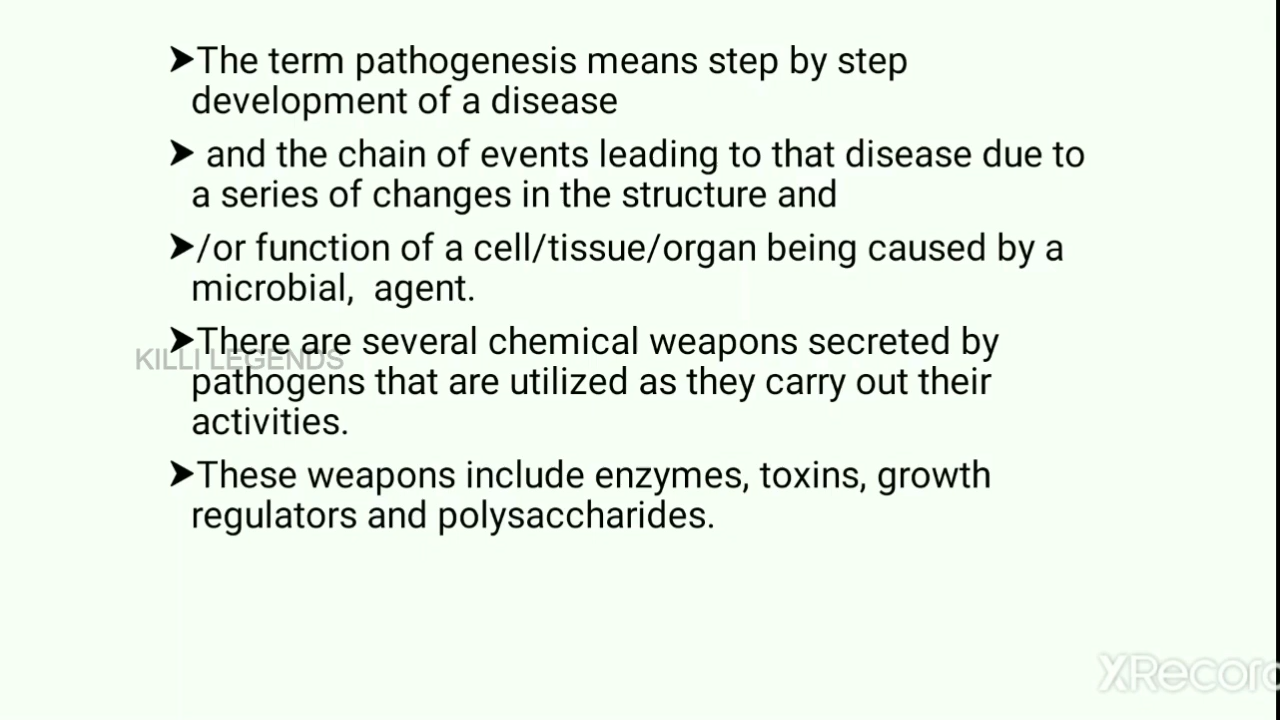 ➤The term pathogenesis means step by step
development of a disease
➤ and the chain of events leading to that disease due to
a series of changes in the structure and
➤/or function of a cell/tissue/organ being caused by a
microbial, agent.
➤There are several chemical weapons secreted by
KILLI LEGENDS
pathogens that are utilized as they carry out their
activities.
➤These weapons include enzymes, toxins, growth
regulators and polysaccharides.
XRecord